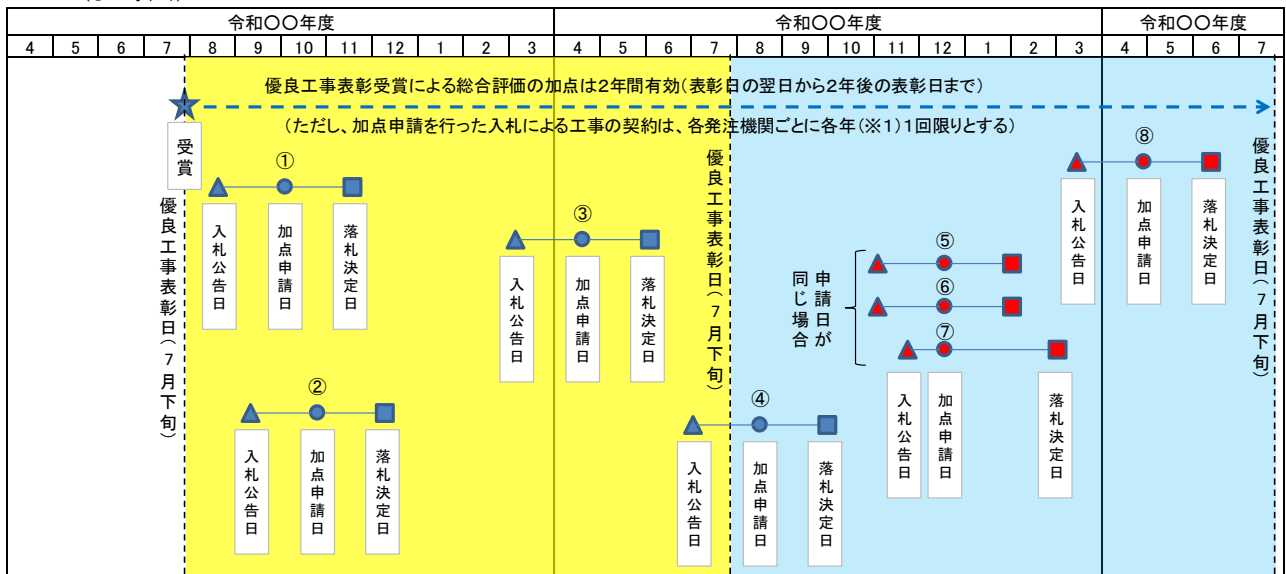 令和〇〇年度 令和〇〇年度 令和〇〇年度
4 5 6 7 8 9 10 11 12 1 2 3 4 5 6 7 8 9 10 11 12 1 2 3 4 5 6 7
優良工事表彰受賞による総合評価の加点は2年間有効(表彰日の翌日から2年後の表彰日まで)
(ただし、加点申請を行った入札による工事の契約は、各発注機関ごとに各年(※1)1回限りとする)
受賞
優良工事表彰日(7月下旬)
①
入札公告日
加点申請日
落札決定日
②
入札公告日
加点申請日
落札決定日
③
入札公告日
加点申請日
落札決定日
優良工事表彰日(7月下旬)
④
入札公告日
加点申請日
落札決定日
申請日が
同じ場合
⑤
⑥
⑦
入札公告日
加点申請日
落札決定日
⑧
入札公告日
加点申請日
落札決定日
優良工事表彰日(7月下旬)